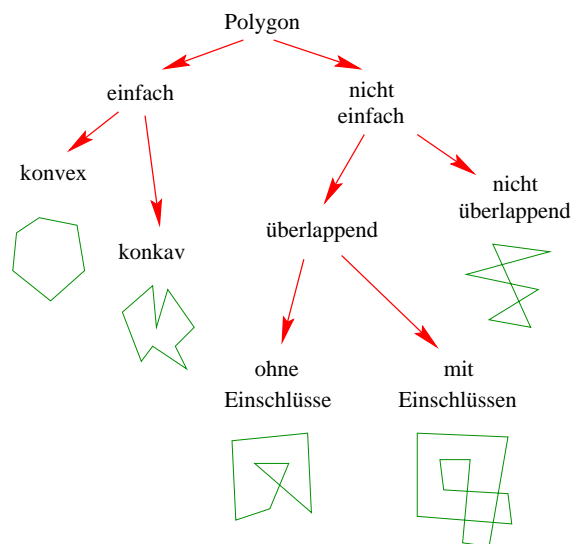 Polygon
einfach
nicht
einfach
konvex
nicht
überlappend
überlappend
konkav
ohne
Einschlüsse
mit
Einschlüssen